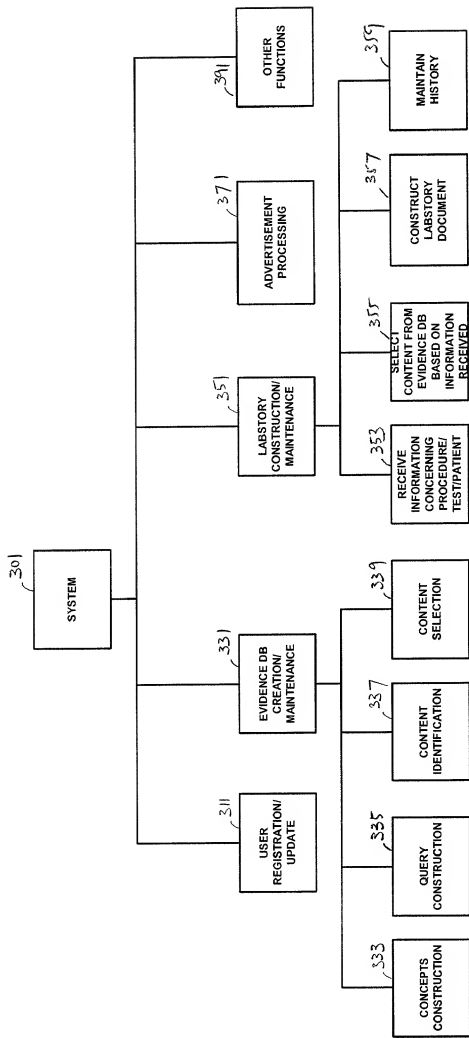 301
SYSTEM
311
USER
REGISTRATION/
UPDATE
331
EVIDENCE DB
CREATION/
MAINTENANCE
351
LABSTORY
CONSTRUCTION/
MAINTENANCE
371
ADVERTISEMENT
PROCESSING
391
OTHER
FUNCTIONS
333
CONCEPTS
CONSTRUCTION
335
QUERY
CONSTRUCTION
337
CONTENT
IDENTIFICATION
339
CONTENT
SELECTION
353
RECEIVE
INFORMATION
CONCERNING
PROCEDURE/
TEST/PATIENT
355
SELECT
CONTENT FROM
EVIDENCE DB
BASED ON
INFORMATION
RECEIVED
357
CONSTRUCT
LABSTORY
DOCUMENT
359
MAINTAIN
HISTORY